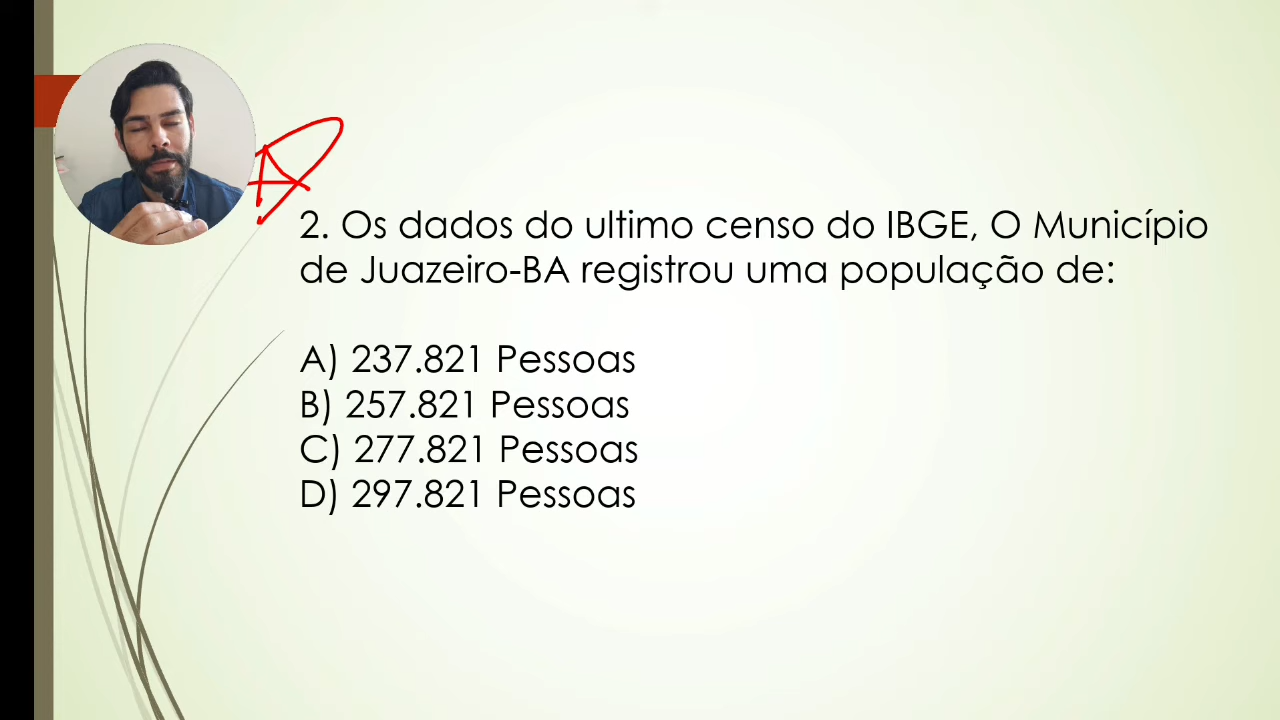 2. Os dados do ultimo censo do IBGE, O Município
de Juazeiro-BA registrou uma população de:
A) 237.821 Pessoas
B) 257.821 Pessoas
C) 277.821 Pessoas
D) 297.821 Pessoas